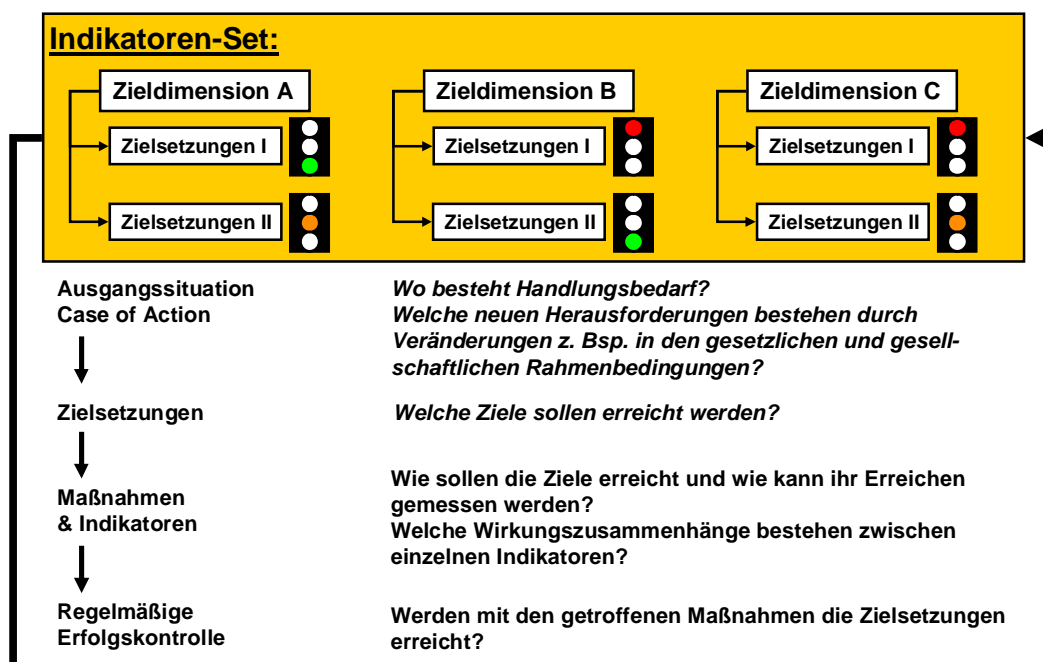 Indikatoren-Set:
Zieldimension A
Zielsetzungen I
Zielsetzungen II
Zieldimension B
Zielsetzungen I
Zielsetzungen II
Zieldimension C
Zielsetzungen I
Zielsetzungen II
Ausgangssituation
Case of Action
Wo besteht Handlungsbedarf?
Welche neuen Herausforderungen bestehen durch
Veränderungen z. Bsp. in den gesetzlichen und gesell-
schaftlichen Rahmenbedingungen?
Zielsetzungen
Welche Ziele sollen erreicht werden?
Maßnahmen
& Indikatoren
Wie sollen die Ziele erreicht und wie kann ihr Erreichen
gemessen werden?
Welche Wirkungszusammenhänge bestehen zwischen
einzelnen Indikatoren?
Regelmäßige
Erfolgskontrolle
Werden mit den getroffenen Maßnahmen die Zielsetzungen
erreicht?